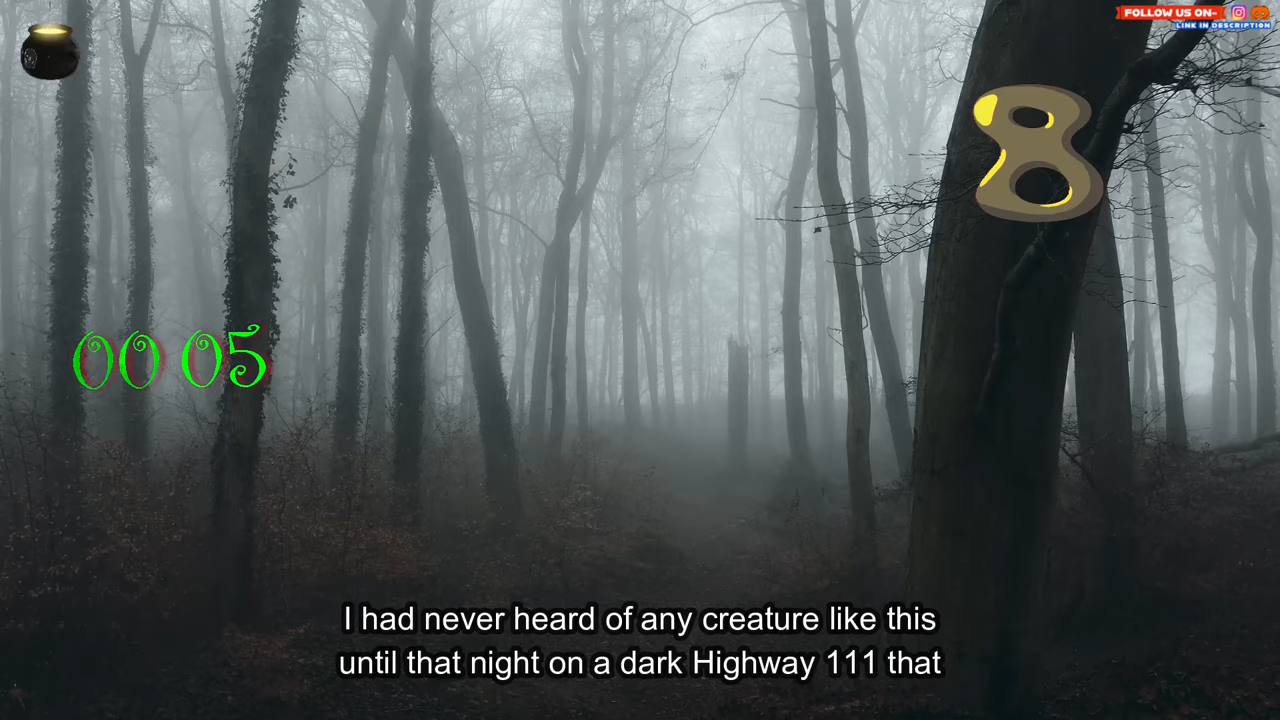 FOLLOW US ON-
LINK IN DESCRIPTION
8
00 05
I had never heard of any creature like this
until that night on a dark Highway 111 that